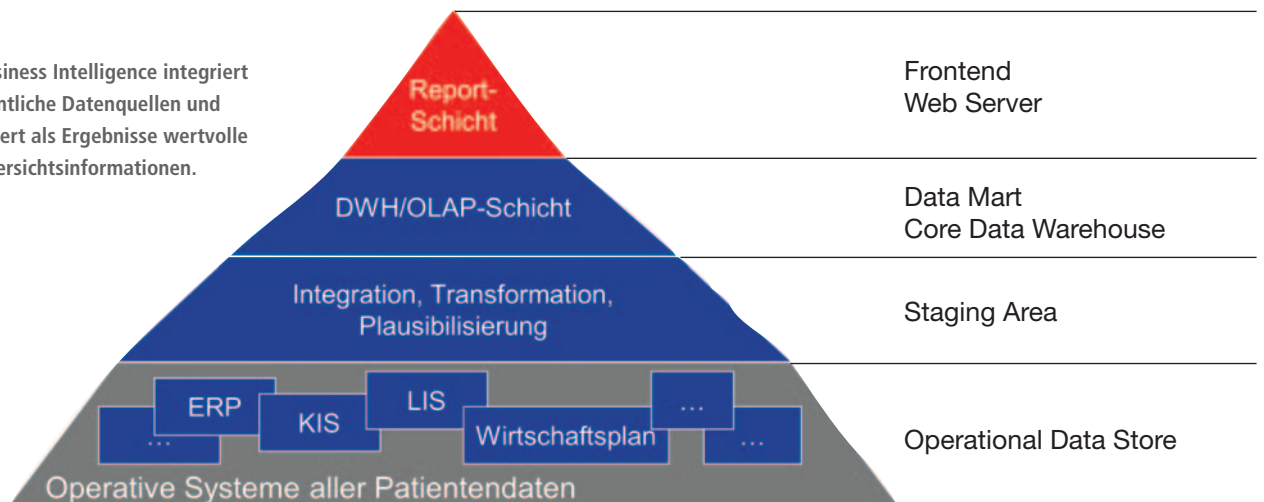 siness Intelligence integriert
ntliche Datenquellen und
ert als Ergebnisse wertvolle
ersichtsinformationen.
Report-
Schicht
Frontend
Web Server
DWH/OLAP-Schicht
Data Mart
Core Data Warehouse
Integration, Transformation,
Plausibilisierung
Staging Area
...
ERP
KIS
LIS
Wirtschaftsplan
...
...
Operational Data Store
Operative Systeme aller Patientendaten